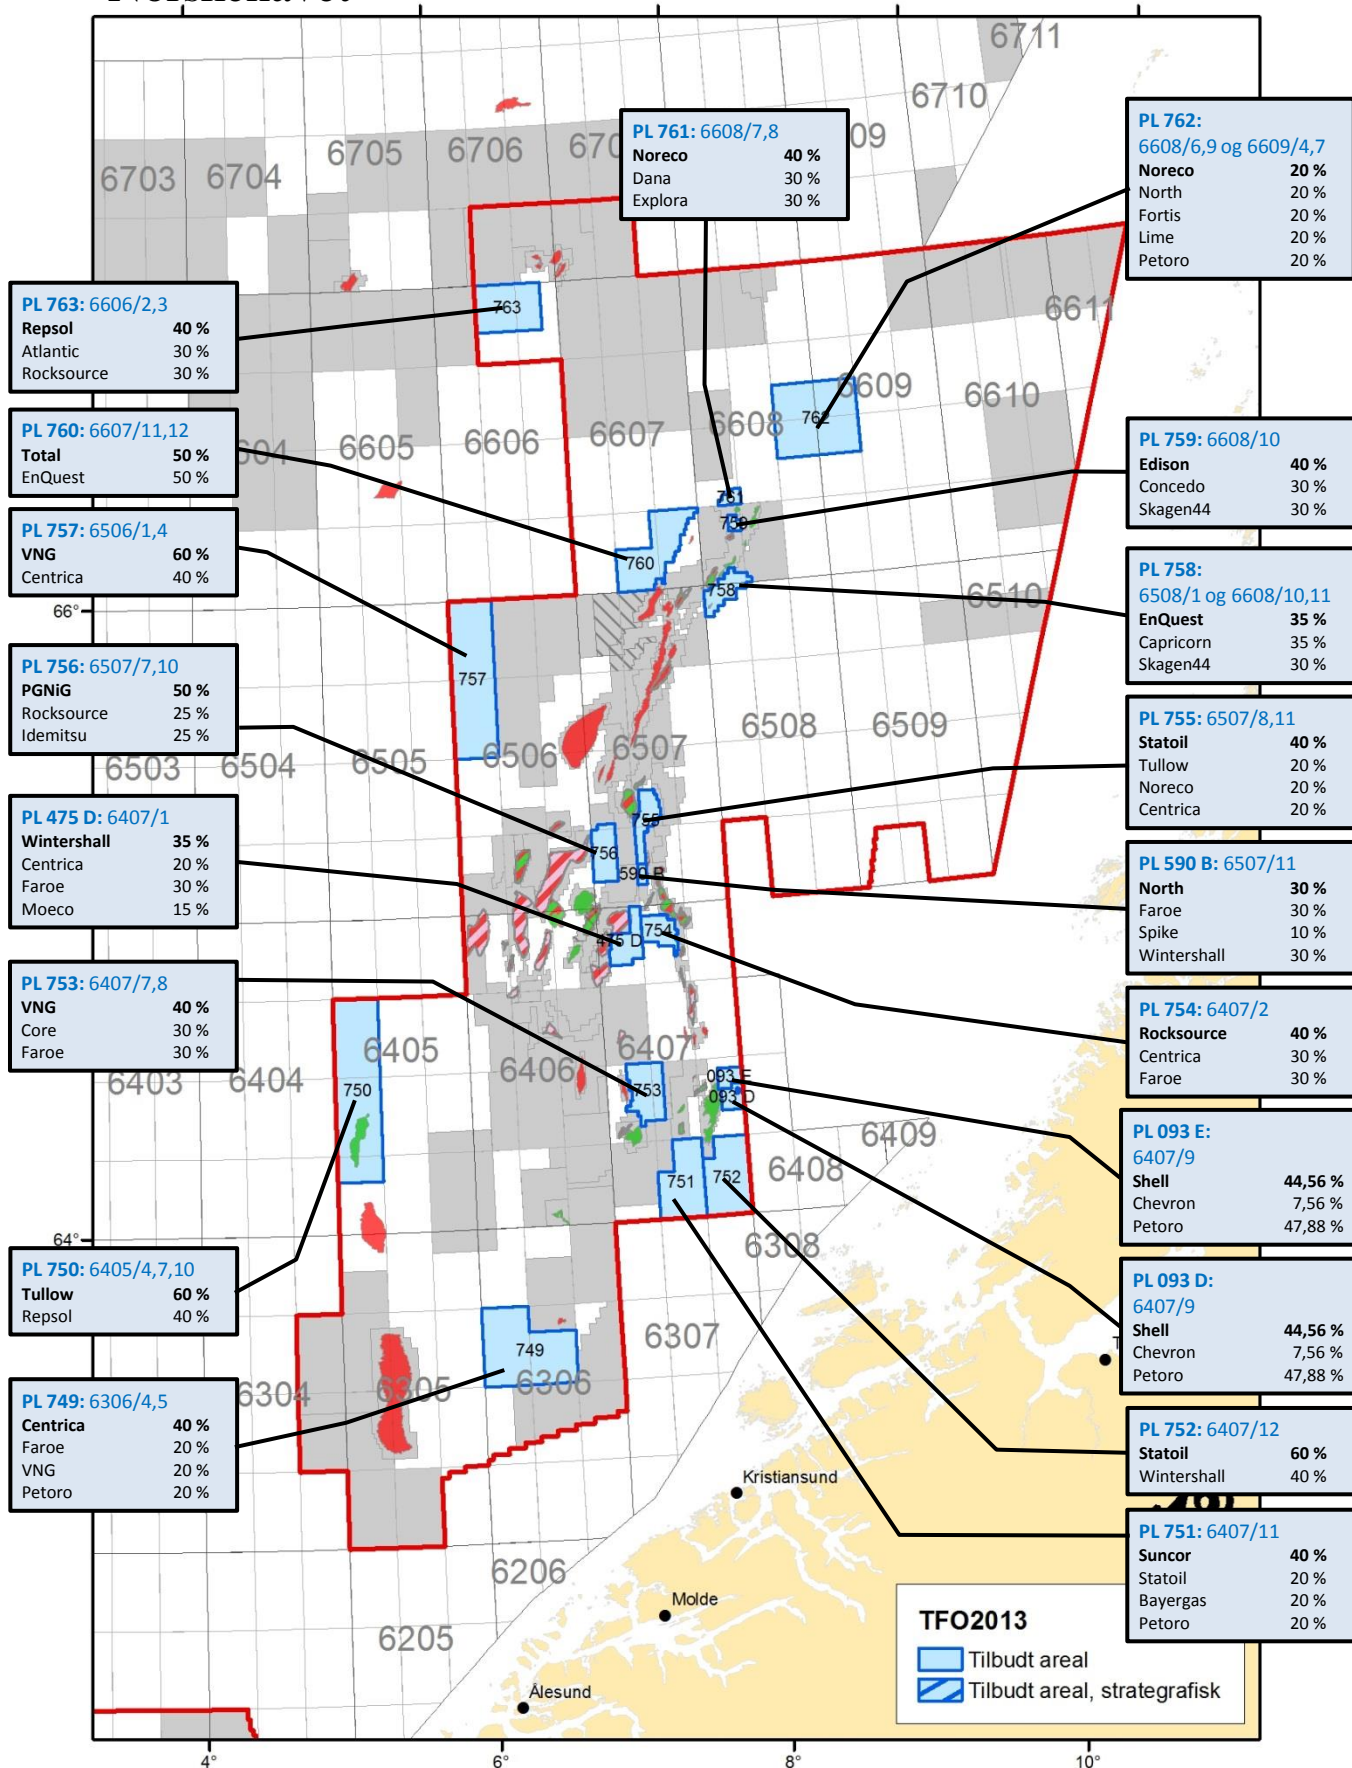 6711
6710
6703
6704
6705
6706
PL 761: 6608/7,8
Noreco 40 %
Dana 30 %
Explora 30 %
PL 762:
6608/6,9 og 6609/4,7
Noreco 20 %
North 20 %
Fortis 20 %
Lime 20 %
Petoro 20 %
PL 763: 6606/2,3
Repsol 40 %
Atlantic 30 %
Rocksource 30 %
763
6611
PL 760: 6607/11,12
Total 50 %
EnQuest 50 %
6605
6606
6607
6608
762
6609
6610
PL 759: 6608/10
Edison 40 %
Concedo 30 %
Skagen44 30 %
761
759
PL 757: 6506/1,4
VNG 60 %
Centrica 40 %
760
758
6510
PL 758:
6508/1 og 6608/10,11
EnQuest 35 %
Capricorn 35 %
Skagen44 30 %
66°
PL 756: 6507/7,10
PGNiG 50 %
Rocksource 25 %
Idemitsu 25 %
757
6503
6504
6505
6506
6507
6508
6509
PL 755: 6507/8,11
Statoil 40 %
Tullow 20 %
Noreco 20 %
Centrica 20 %
PL 475 D: 6407/1
Wintershall 35 %
Centrica 20 %
Faroe 30 %
Moeco 15 %
755
756
590 B
PL 590 B: 6507/11
North 30 %
Faroe 30 %
Spike 10 %
Wintershall 30 %
475 D
754
PL 753: 6407/7,8
VNG 40 %
Core 30 %
Faroe 30 %
PL 754: 6407/2
Rocksource 40 %
Centrica 30 %
Faroe 30 %
6403
6404
6405
6406
6407
750
753
093 E
093 D
6409
6408
PL 093 E:
6407/9
Shell 44,56 %
Chevron 7,56 %
Petoro 47,88 %
751
752
64°
6308
PL 750: 6405/4,7,10
Tullow 60 %
Repsol 40 %
PL 093 D:
6407/9
Shell 44,56 %
Chevron 7,56 %
Petoro 47,88 %
749
6307
6304
6305
6306
PL 749: 6306/4,5
Centrica 40 %
Faroe 20 %
VNG 20 %
Petoro 20 %
PL 752: 6407/12
Statoil 60 %
Wintershall 40 %
Kristiansund
PL 751: 6407/11
Suncor 40 %
Statoil 20 %
Bayergas 20 %
Petoro 20 %
6206
Molde
6205
Ålesund
TFO2013
Tilbudt areal
Tilbudt areal, strategrafisk
4° 6° 8° 10°